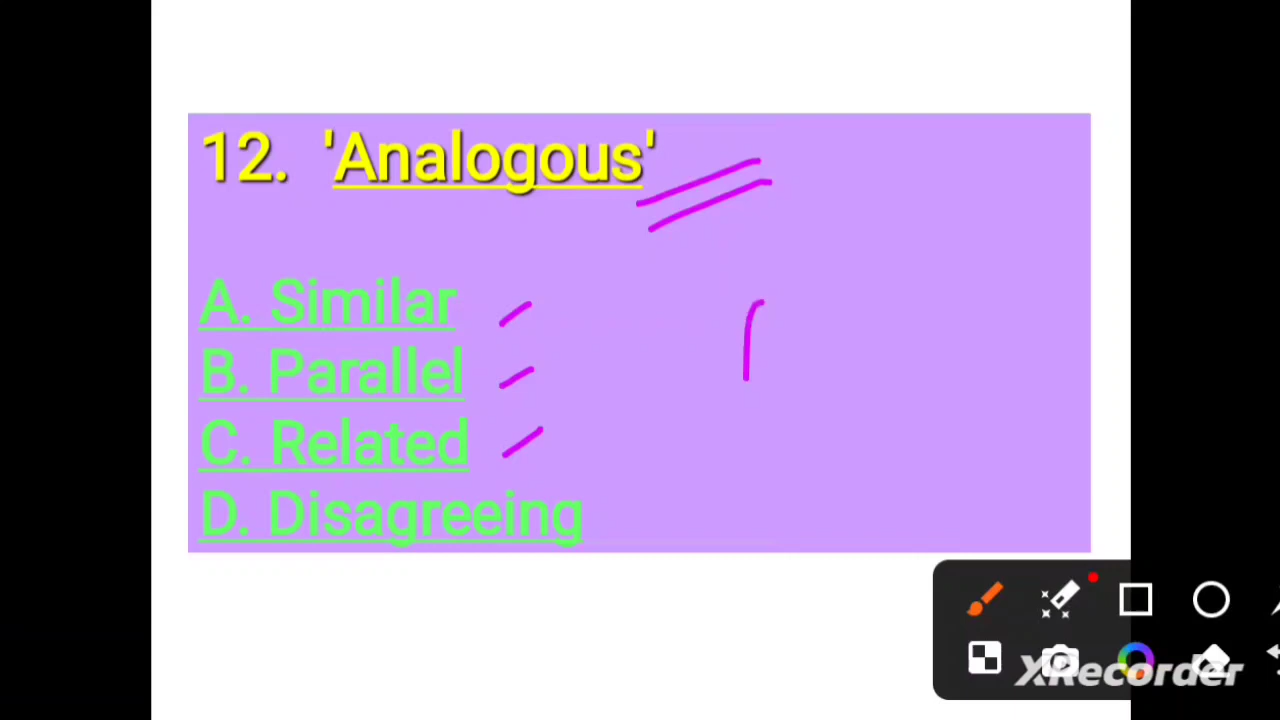 12. 'Analogous'
A. Similar
B. Parallel
C. Related
D. Disagreeing
XRecorder